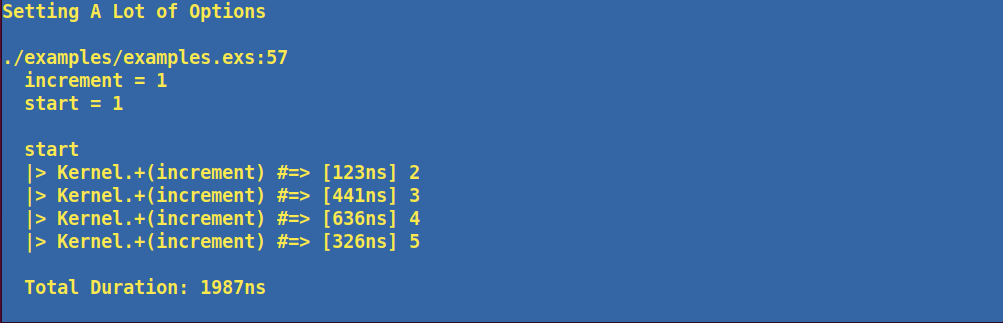 Setting A Lot of Options
./examples/examples.exs:57
increment = 1
start = 1
start
|> Kernel.+(increment) #=> [123ns] 2
|> Kernel.+(increment) #=> [441ns] 3
|> Kernel.+(increment) #=> [636ns] 4
|> Kernel.+(increment) #=> [326ns] 5
Total Duration: 1987ns